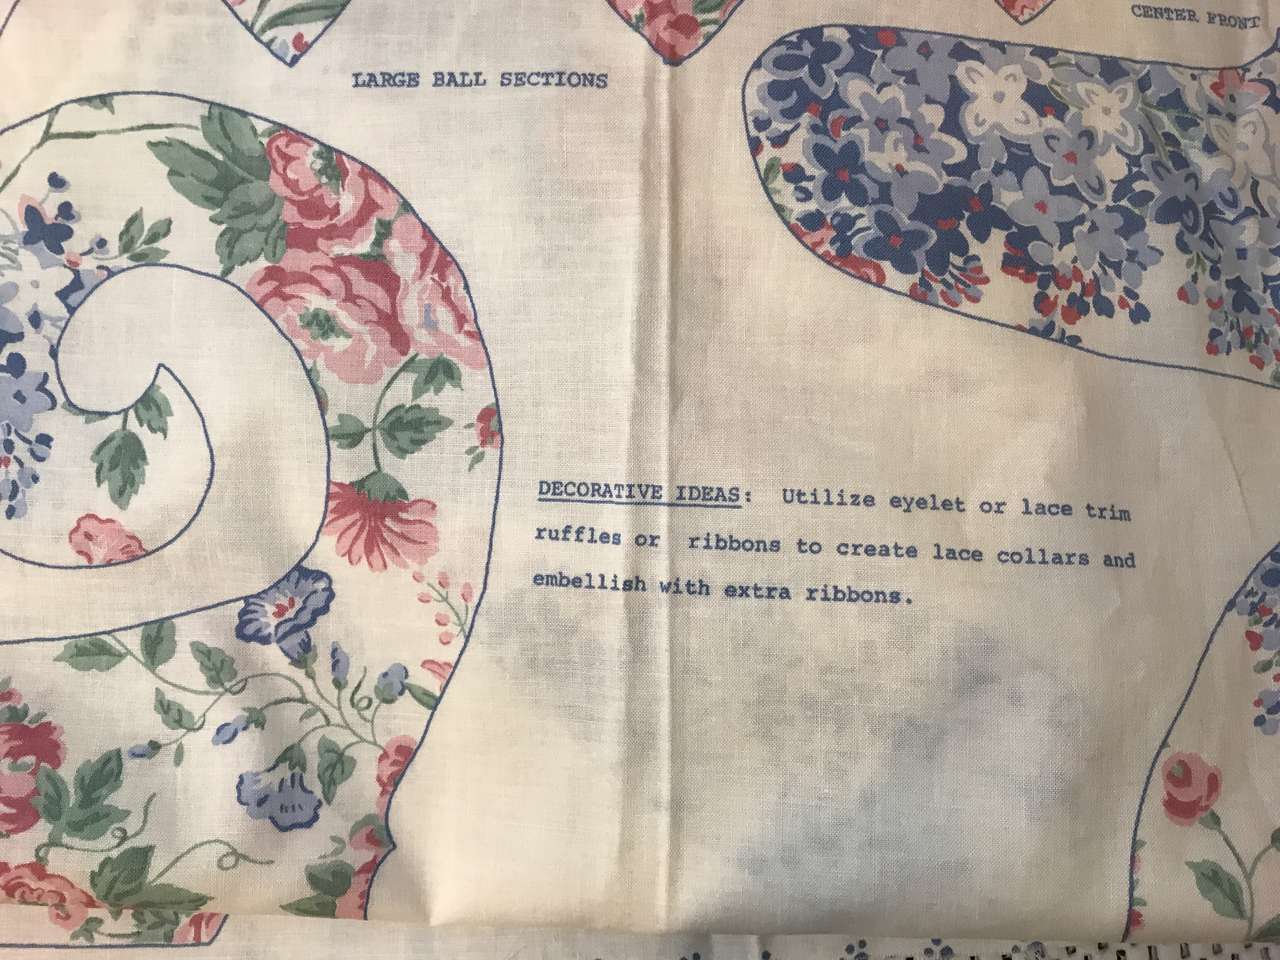 CENTER FRONT
LARGE BALL SECTIONS
DECORATIVE IDEAS: Utilize eyelet or lace trim
ruffles or ribbons to create lace collars and
embellish with extra ribbons.